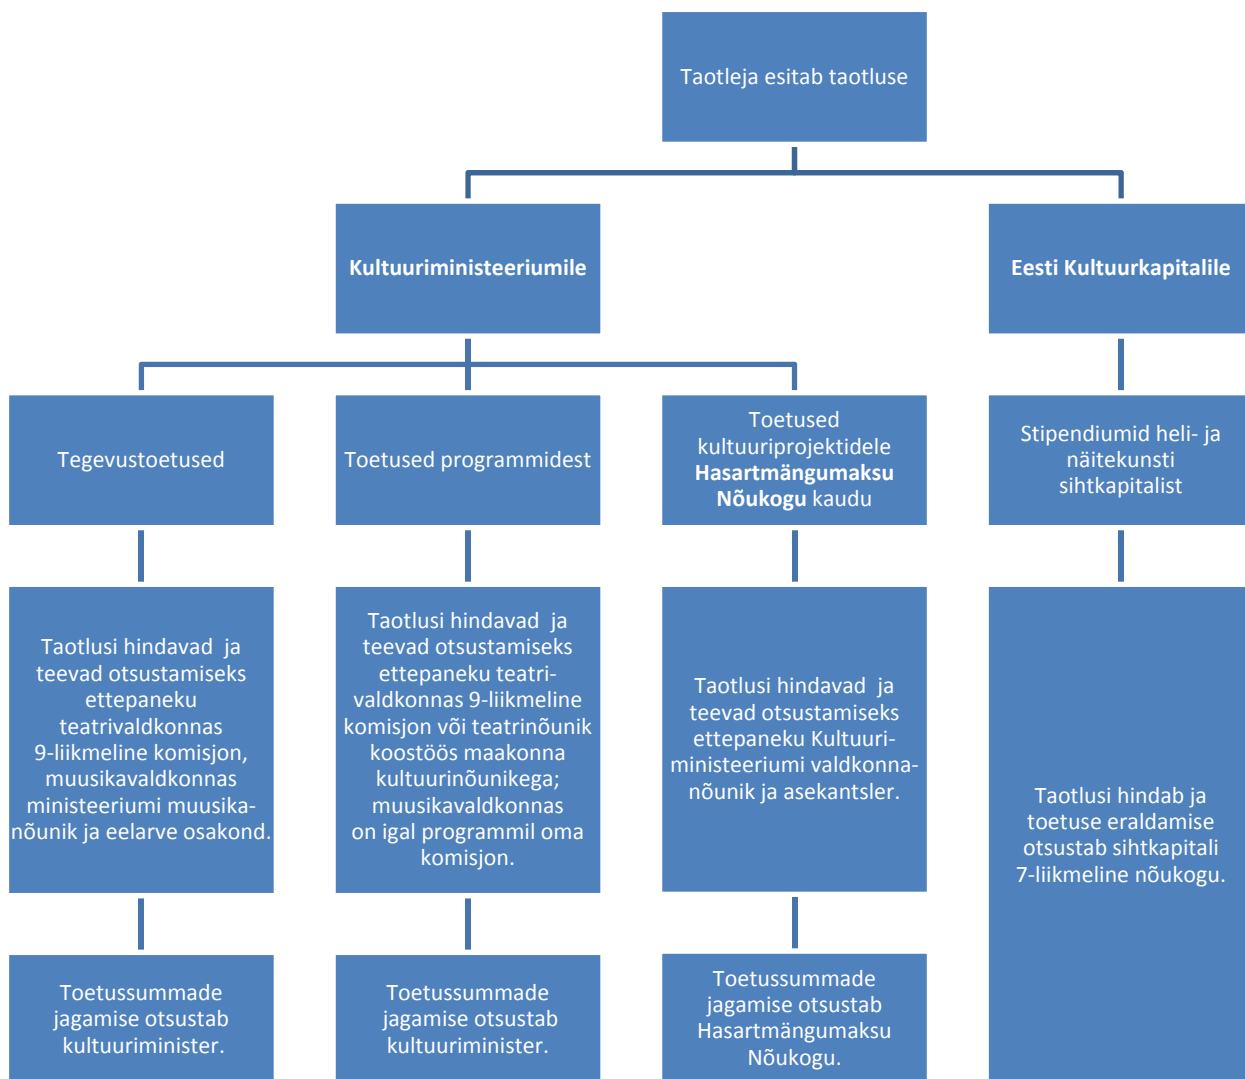 Taotleja esitab taotluse
Kultuuriministeeriumile
Eesti Kultuurkapitalile
Tegevustoetused
Toetused programmidest
Toetused
kultuuriprojektidele
Hasartmängumaksu
Nõukogu kaudu
Stipendiumid heli- ja
näitekunsti
sihtkapitalist
Taotlusi hindavad ja
teevad otsustamiseks
ettepaneku
teatrivaldkonnas
9-liikmeline komisjon,
muusikavaldkonnas
ministeeriumi muusika-
nõunik ja eelarve osakond.
Taotlusi hindavad ja
teevad otsustamiseks
ettepaneku teatri-
valdkonnas 9-liikmeline
komisjon või teatrinõunik
koostöös maakonna
kultuurinõunikega;
muusikavaldkonnas
on igal programmil oma
komisjon.
Taotlusi hindavad ja
teevad otsustamiseks
ettepaneku Kultuuri-
ministeeriumi valdkonna-
nõunik ja asekantsler.
Taotlusi hindab ja
toetuse eraldamise
otsustab sihtkapitali
7-liikmeline nõukogu.
Toetussummade
jagamise otsustab
kultuuriminister.
Toetussummade
jagamise otsustab
kultuuriminister.
Toetussummade
jagamise otsustab
Hasartmängumaksu
Nõukogu.